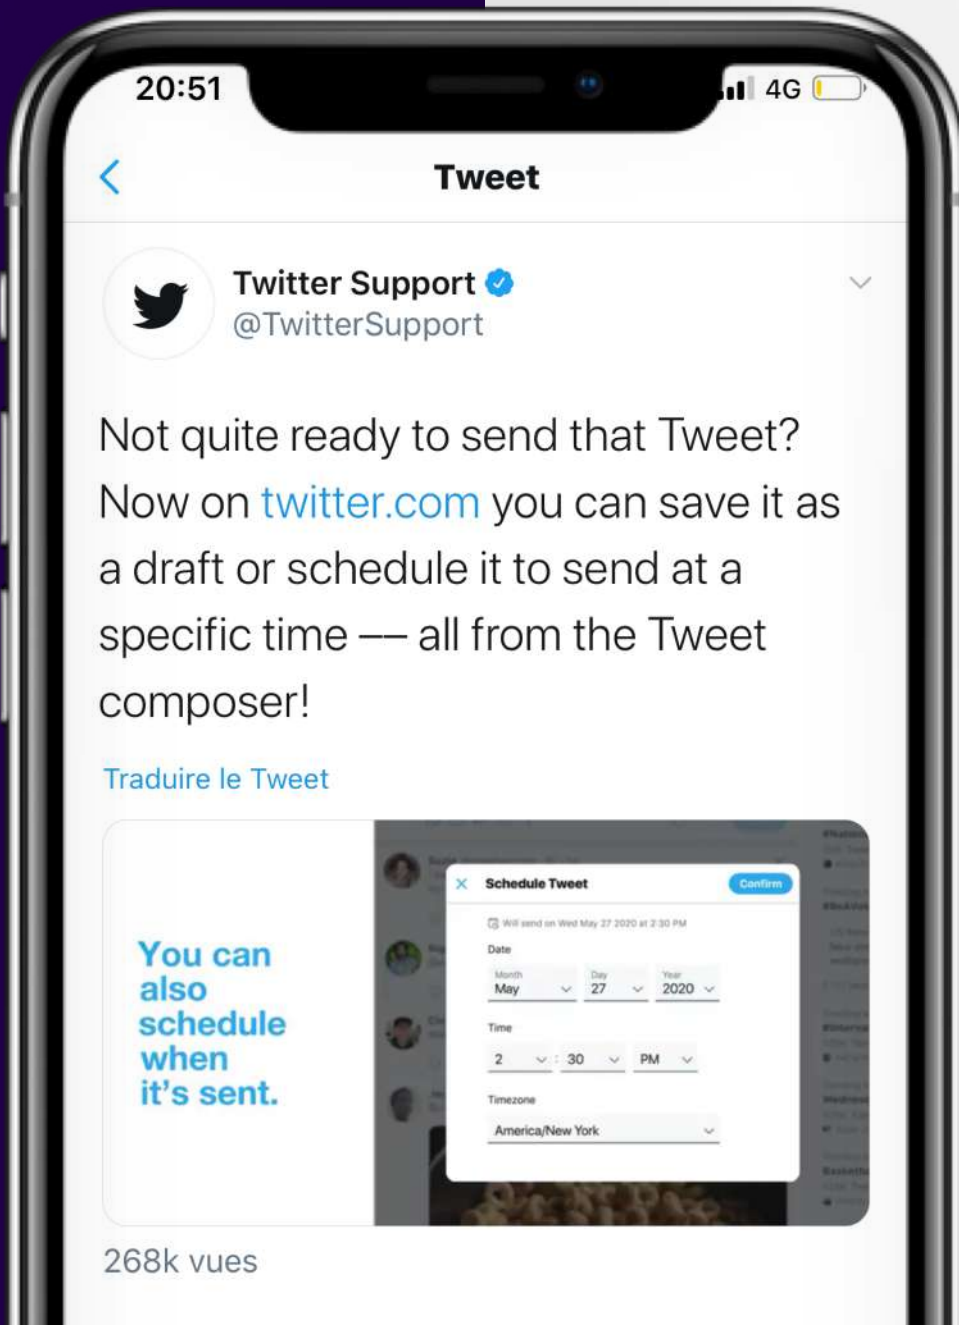 20:51
4G
Tweet
Twitter Support
@TwitterSupport
Not quite ready to send that Tweet?
Now on twitter.com you can save it as
a draft or schedule it to send at a
specific time — all from the Tweet
composer!
Traduire le Tweet
You can
also
schedule
when
it's sent.
Schedule Tweet
Confirm
Will send on Wed May 27 2020 at 2:30 PM
Date
Month
Day
Year
May
27
2020
Time
2 : 30 PM
Timezone
America/New York
268k vues